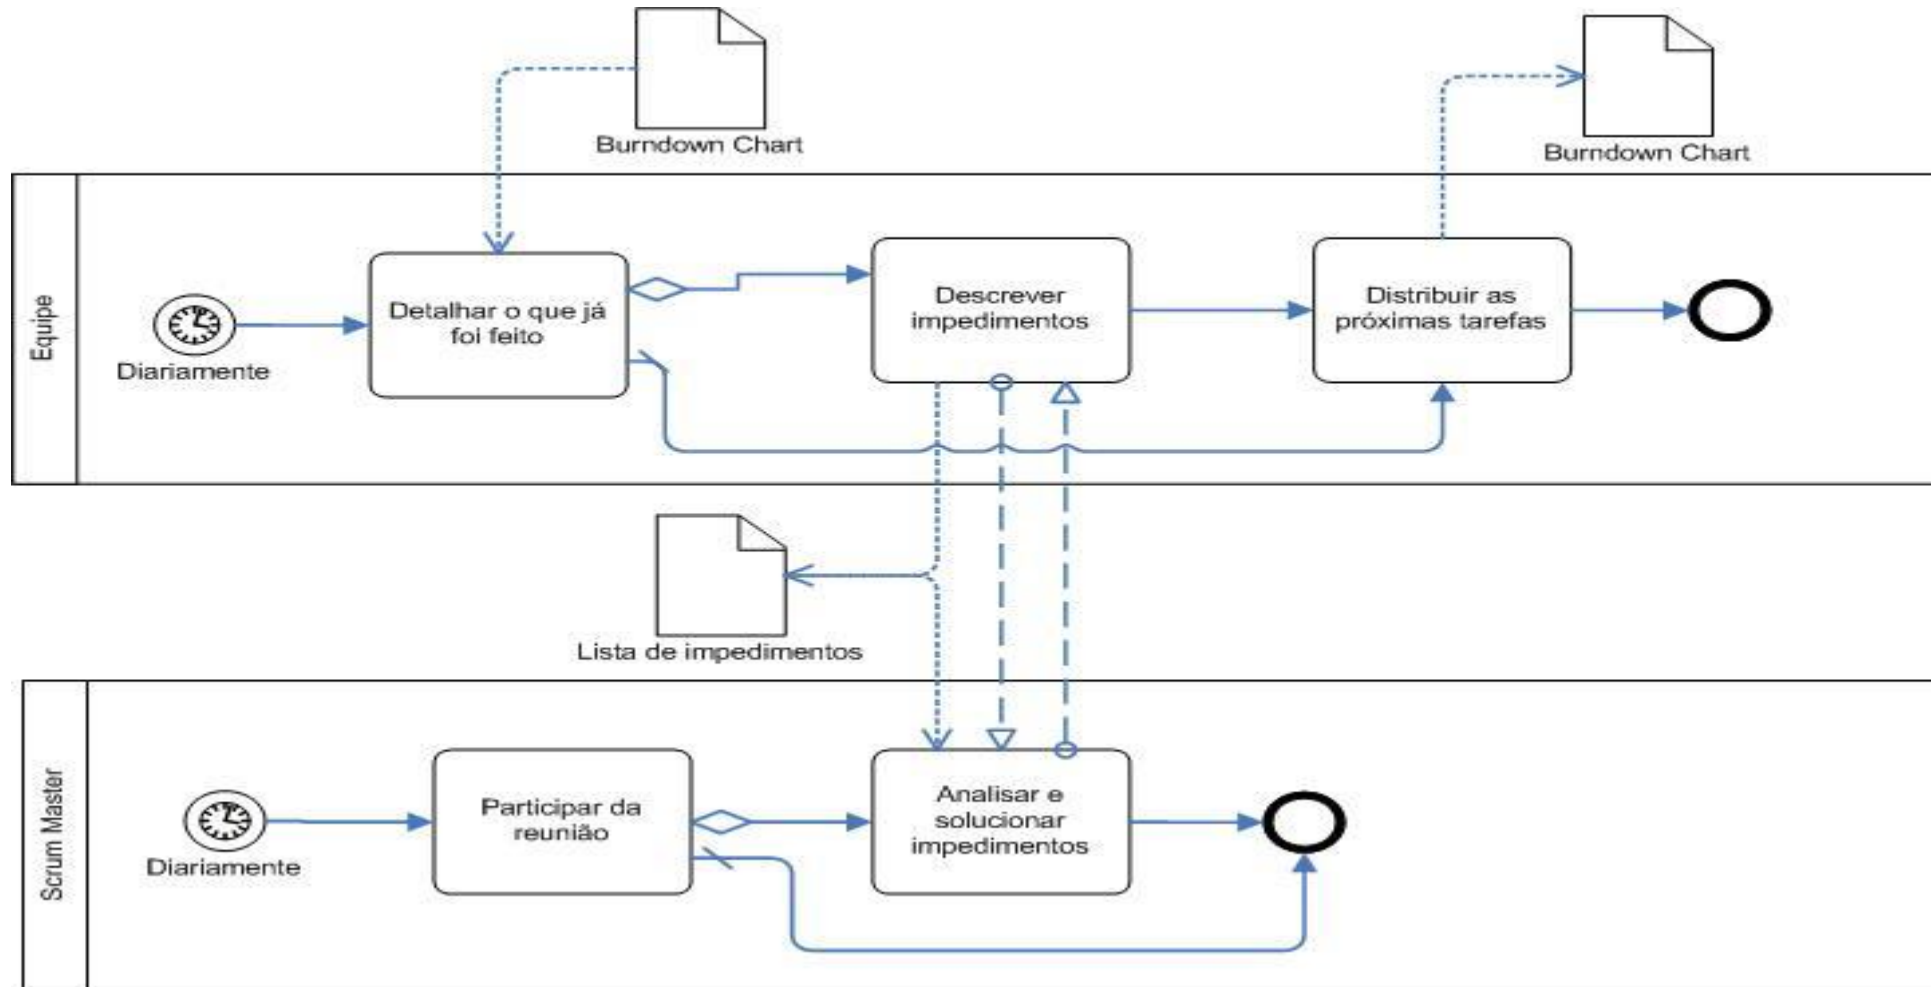 Burndown Chart
Burndown Chart
Equipe
Diariamente
Detalhar o que já
foi feito
Descrever
impedimentos
Distribuir as
próximas tarefas
Lista de impedimentos
Scrum Master
Diariamente
Participar da
reunião
Analisar e
solucionar
impedimentos